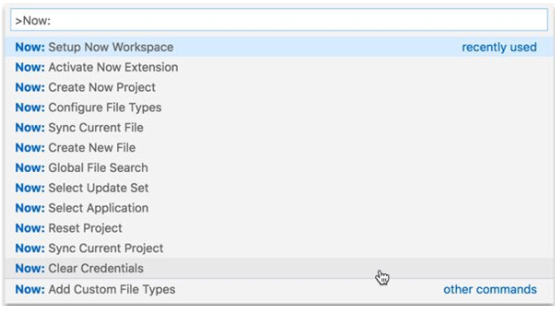 >Now:
Now: Setup Now Workspace recently used
Now: Activate Now Extension
Now: Create Now Project
Now: Configure File Types
Now: Sync Current File
Now: Create New File
Now: Global File Search
Now: Select Update Set
Now: Select Application
Now: Reset Project
Now: Sync Current Project
Now: Clear Credentials
Now: Add Custom File Types other commands